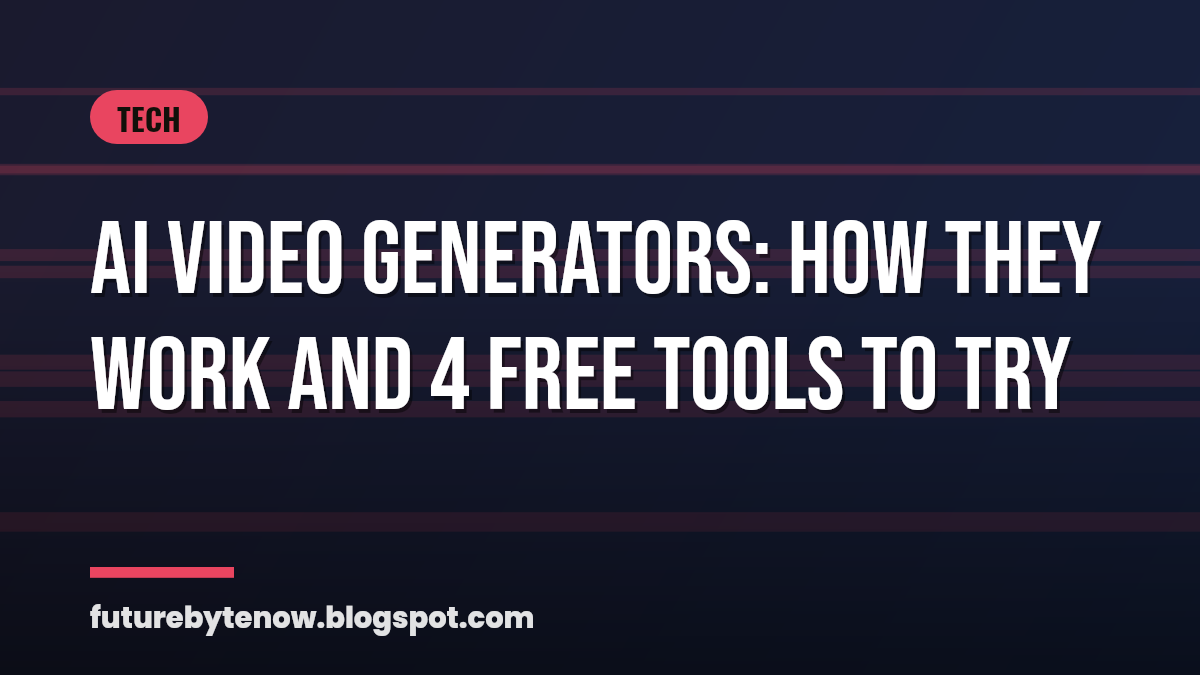 TECH
AI VIDEO GENERATORS: HOW THEY
WORK AND 4 FREE TOOLS TO TRY
futurebytenow.blogspot.com